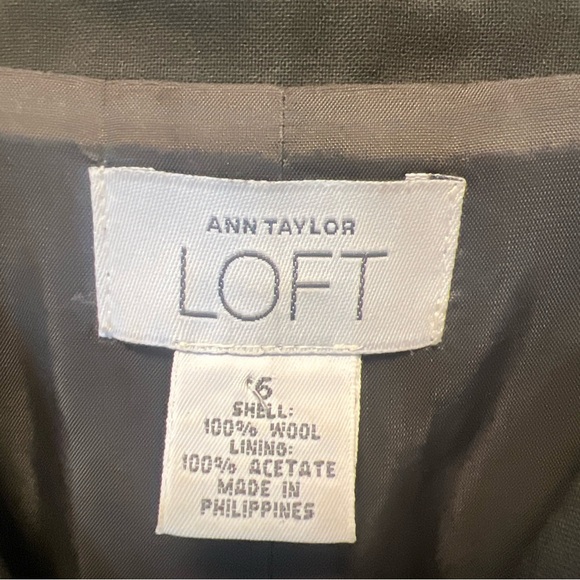 ANN TAYLOR
LOFT
6
SHELL:
100% WOOL
LINING:
100% ACETATE
MADE IN
PHILIPPINES